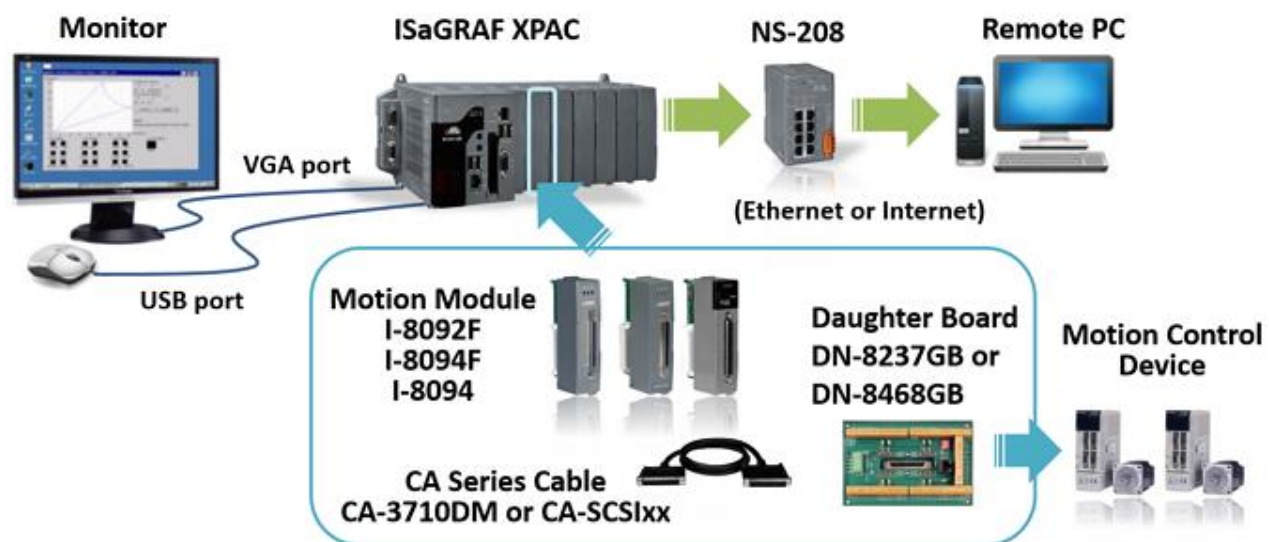 Monitor
ISaGRAF XPAC
NS-208
Remote PC
VGA port
USB port
(Ethernet or Internet)
Motion Module
I-8092F
I-8094F
I-8094
Daughter Board
DN-8237GB or
DN-8468GB
Motion Control
Device
CA Series Cable
CA-3710DM or CA-SCSIxx